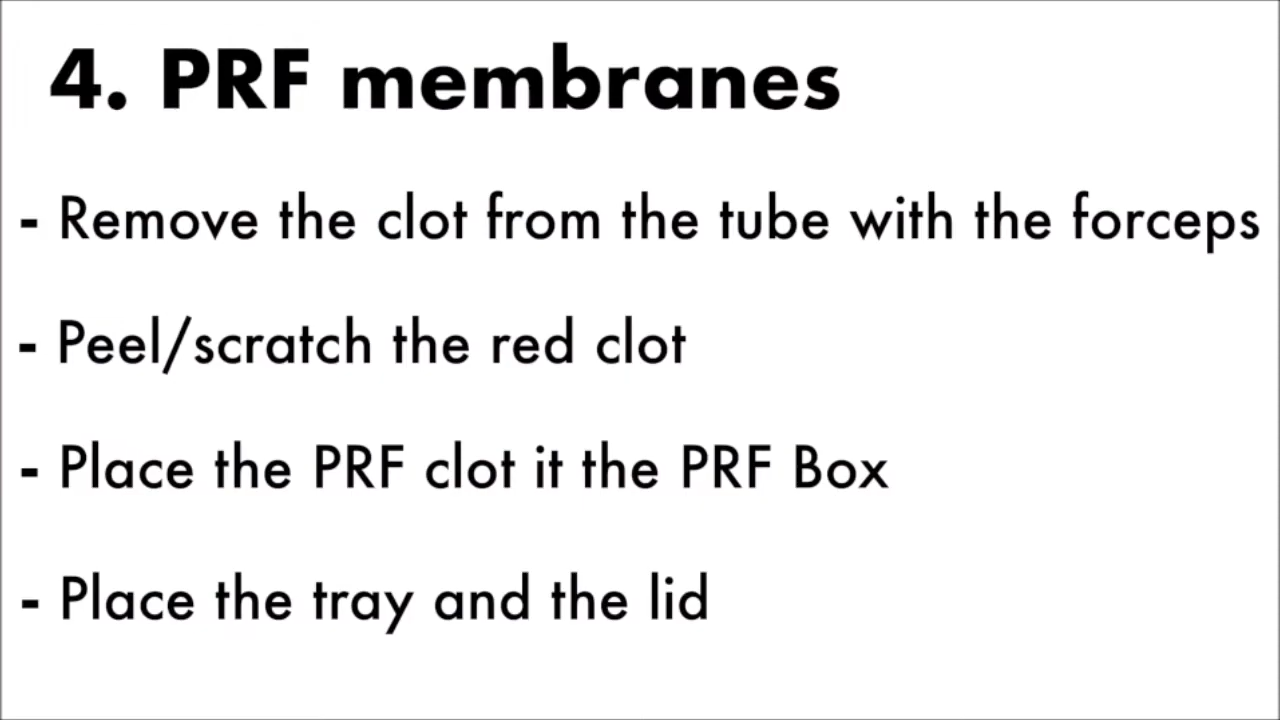 4. PRF membranes
- Remove the clot from the tube with the forceps
- Peel/scratch the red clot
- Place the PRF clot it the PRF Box
- Place the tray and the lid